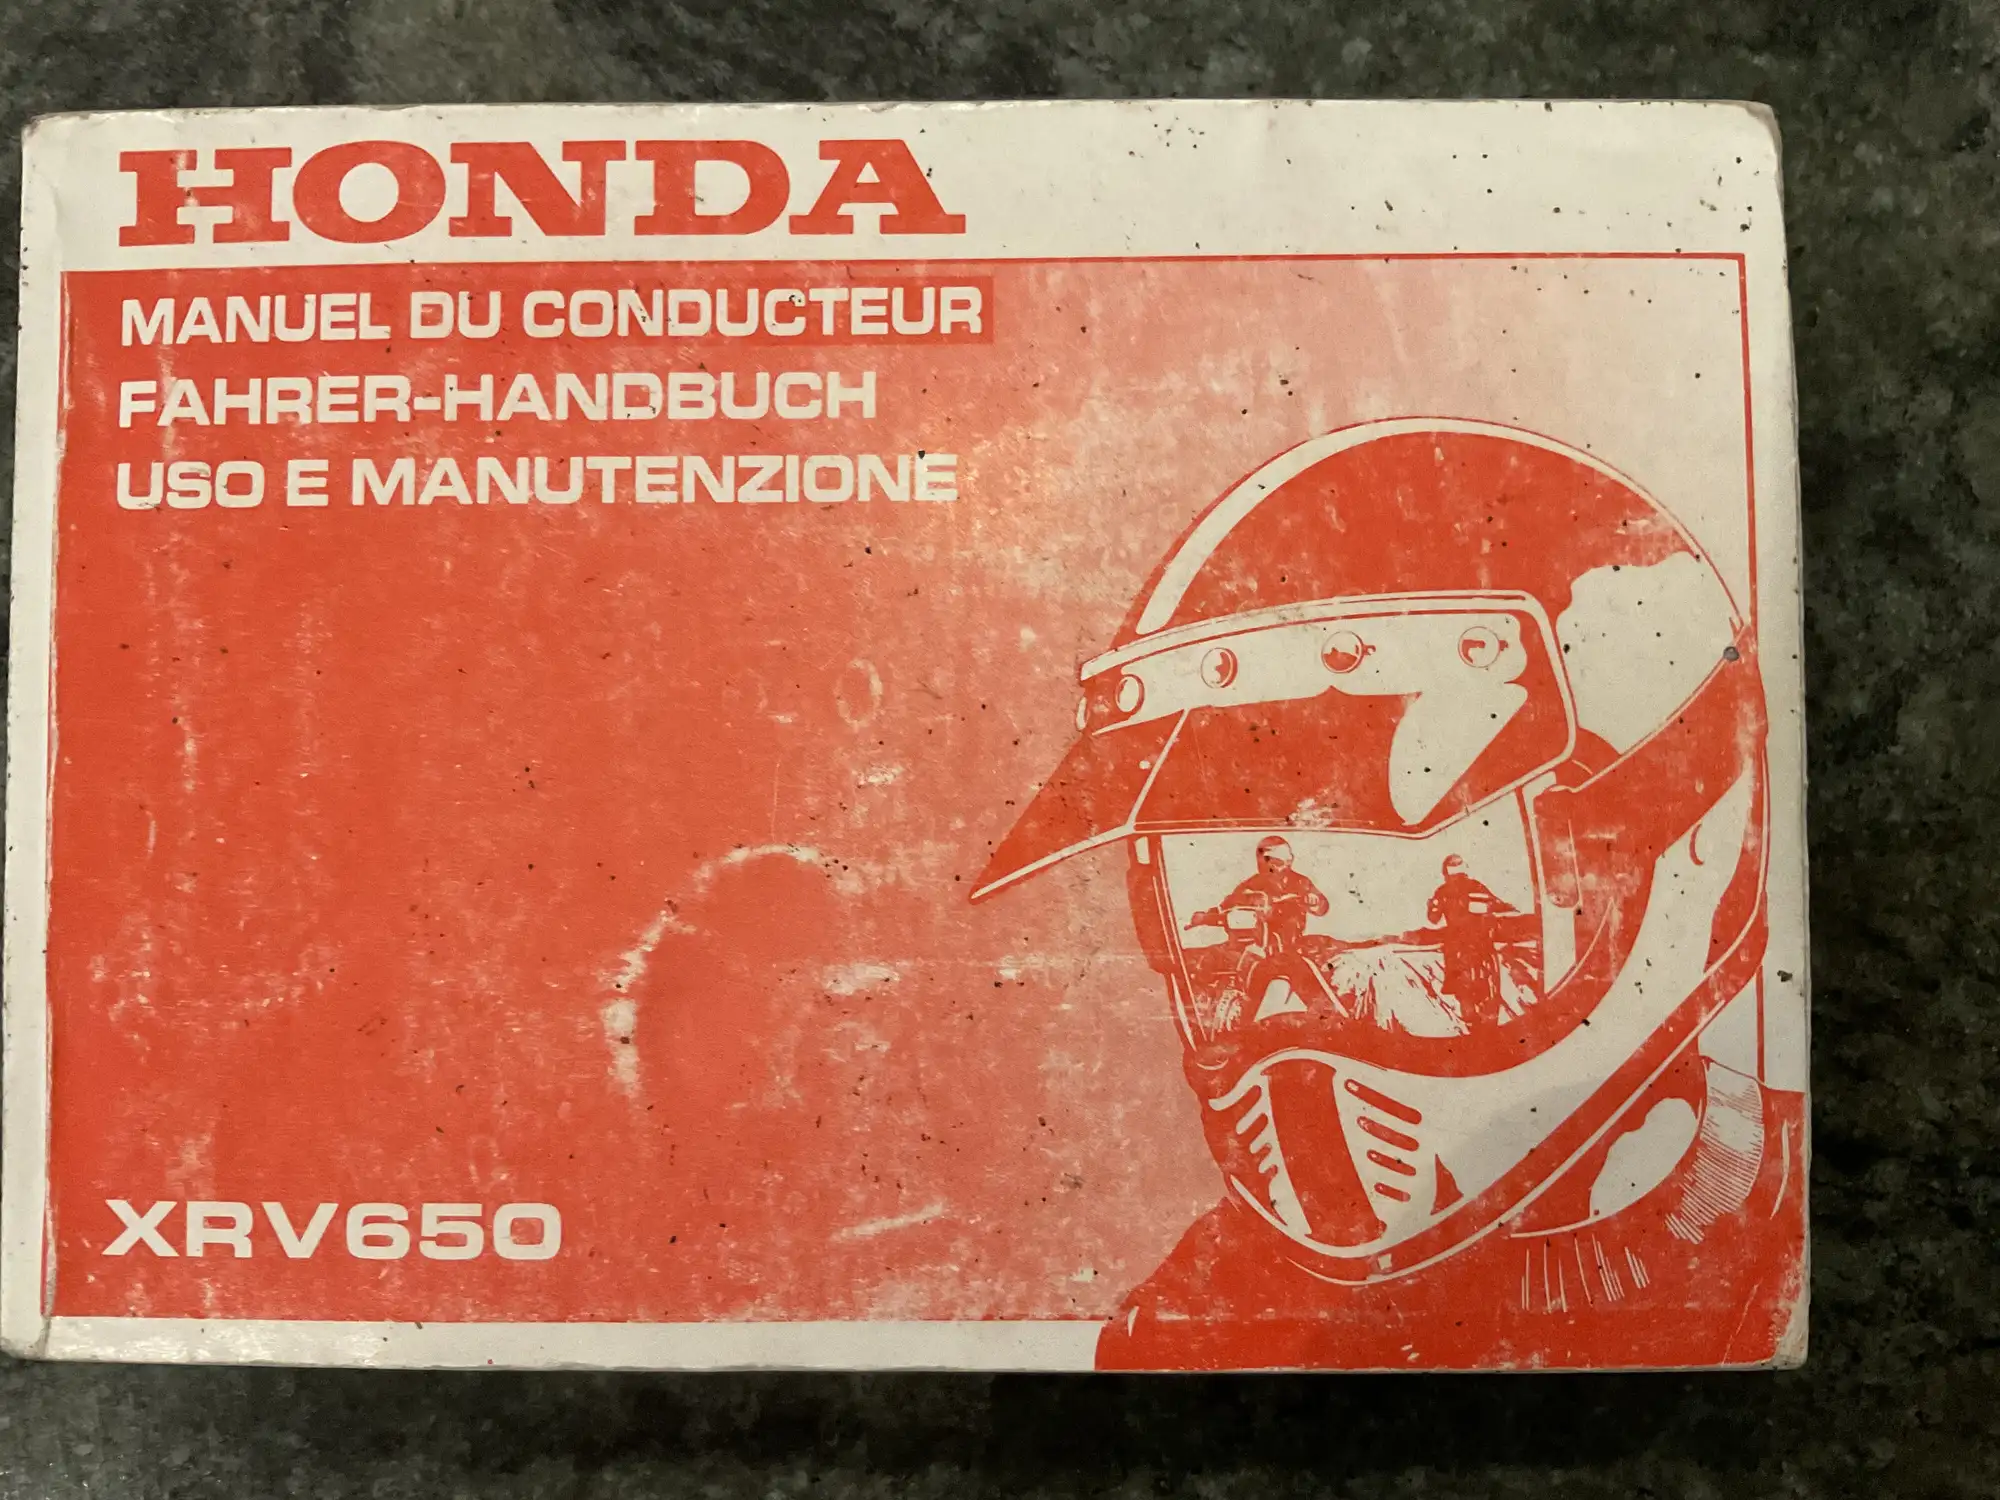 HONDA
MANUEL DU CONDUCTEUR
FAHRER-HANDBUCH
USO E MANUTENZIONE
XRV650